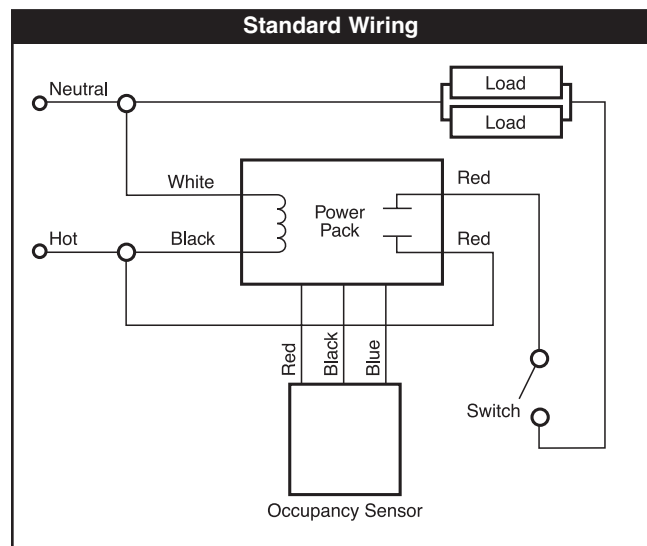 Standard Wiring
Neutral
Load
Load
White
Red
Power
Pack
Hot
Black
Red
Red
Black
Blue
Switch
Occupancy Sensor